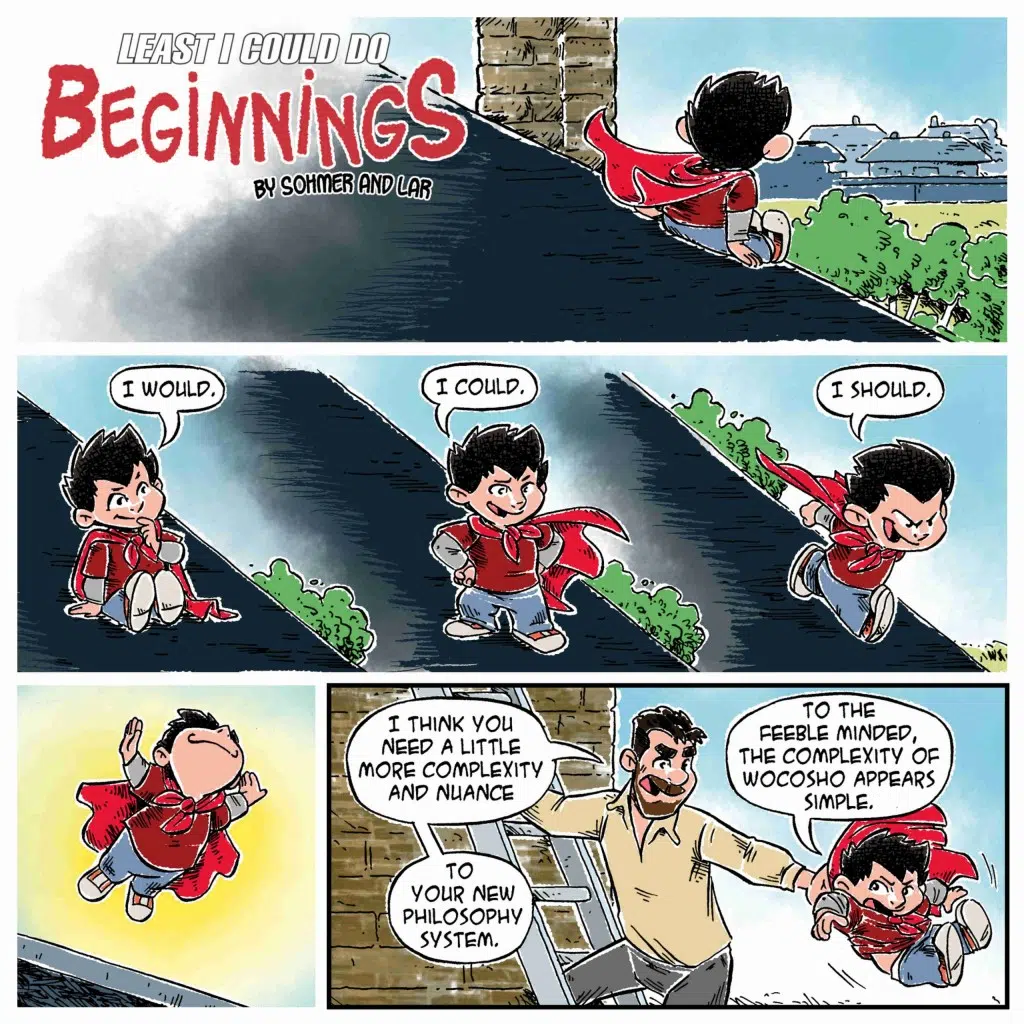 LEAST I COULD DO
BEGINNINGS
BY SOHMER AND LAR
I WOULD.
I COULD.
I SHOULD.
I THINK YOU
NEED A LITTLE
MORE COMPLEXITY
AND NUANCE
TO
YOUR NEW
PHILOSOPHY
SYSTEM.
TO THE
FEEBLE MINDED,
THE COMPLEXITY OF
WOCOSHO APPEARS
SIMPLE.